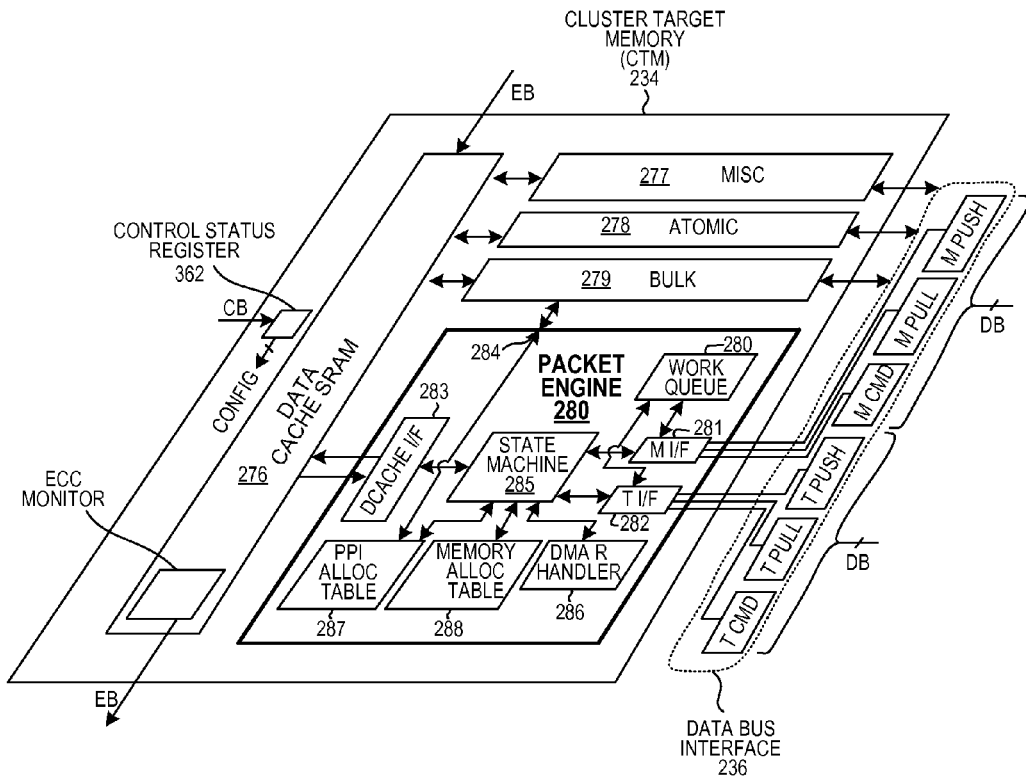 CLUSTER TARGET
MEMORY
(CTM)
234
EB
277 MISC
278 ATOMIC
279 BULK
CONTROL STATUS
REGISTER
362
CB
CONFIG
DATA
CACHE SRAM
276
ECC
MONITOR
EB
284
PACKET
ENGINE
280
280
WORK
QUEUE
283
DCACHE I/F
STATE
MACHINE
285
281
M I/F
T I/F
282
PPI
ALLOC
TABLE
287
MEMORY
ALLOC
TABLE
288
DMA R
HANDLER
286
M PUSH
M PULL
M CMD
DB
T PUSH
T PULL
T CMD
DB
DATA BUS
INTERFACE
236